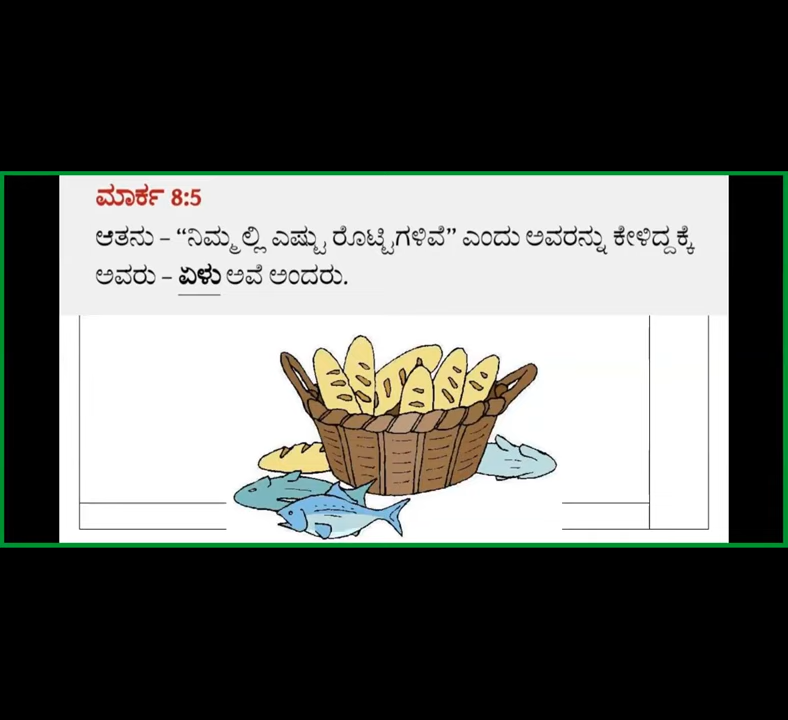 ಮಾರ್ಕ 8:5
ಆತನು – “ನಿಮ್ಮಲ್ಲಿ ಎಷ್ಟು ರೊಟ್ಟಿಗಳಿವೆ” ಎಂದು ಅವರನ್ನು ಕೇಳಿದ್ದಕ್ಕೆ
ಅವರು – ಏಳು ಅವೆ ಅಂದರು.